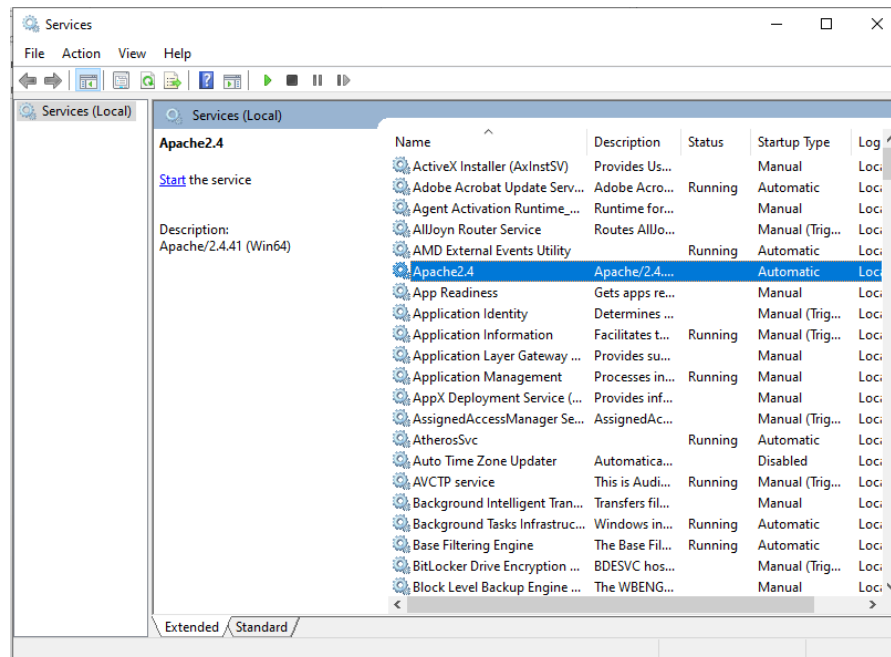 Services
File Action View Help
Services (Local)
Services (Local)
Apache2.4
Start the service
Description:
Apache/2.4.41 (Win64)
Name Description Status Startup Type Log
ActiveX Installer (AxInstSV) Provides Us... Manual Loca
Adobe Acrobat Update Serv... Adobe Acro... Running Automatic Loca
Agent Activation Runtime_... Runtime for... Manual Loca
AllJoyn Router Service Routes AllJo... Manual (Trig... Loca
AMD External Events Utility Running Automatic Loca
Apache2.4 Apache/2.4.... Automatic Loca
App Readiness Gets apps re... Manual Loca
Application Identity Determines ... Manual (Trig... Loca
Application Information Facilitates t... Running Manual (Trig... Loca
Application Layer Gateway ... Provides su... Manual Loca
Application Management Processes in... Running Manual Loca
AppX Deployment Service (... Provides inf... Manual Loca
AssignedAccessManager Se... AssignedAc... Manual (Trig... Loca
AtherosSvc Running Automatic Loca
Auto Time Zone Updater Automatica... Disabled Loca
AVCTP service This is Audi... Running Manual (Trig... Loca
Background Intelligent Tran... Transfers fil... Manual Loca
Background Tasks Infrastruc... Windows in... Running Automatic Loca
Base Filtering Engine The Base Fil... Running Automatic Loca
BitLocker Drive Encryption ... BDESVC hos... Manual (Trig... Loca
Block Level Backup Engine ... The WBENG... Manual Loca
Extended Standard